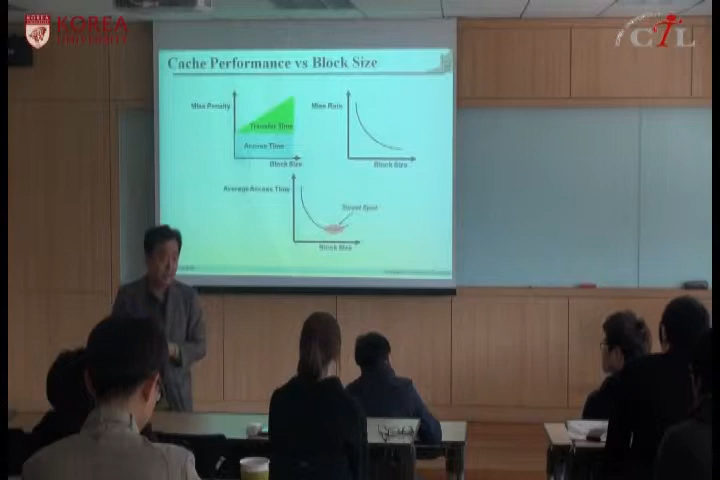 KOREA
UNIVERSITY
CTL
Cache Performance vs Block Size
Miss Penalty
Transfer Time
Access Time
Block Size
Miss Rate
Block Size
Average Access Time
Sweet Spot
Block Size